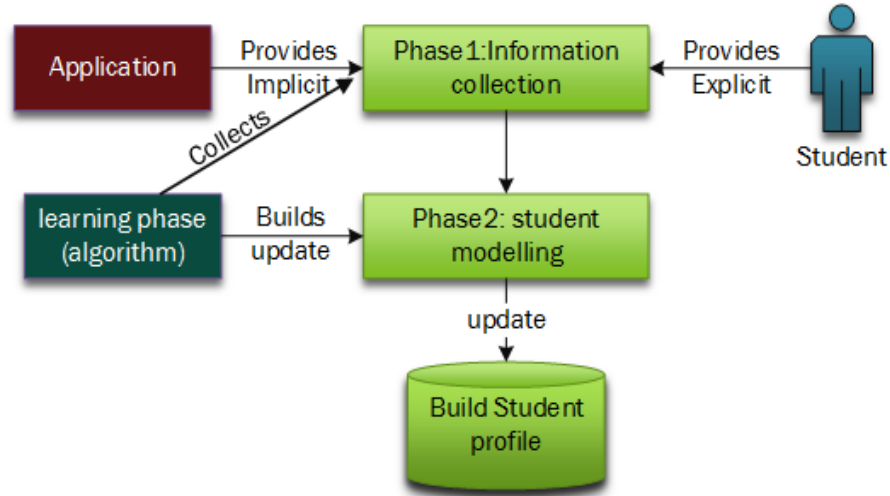 Application
Provides
Implicit
Phase1:Information
collection
Provides
Explicit
Student
Collects
learning phase
(algorithm)
Builds
update
Phase2: student
modelling
update
Build Student
profile